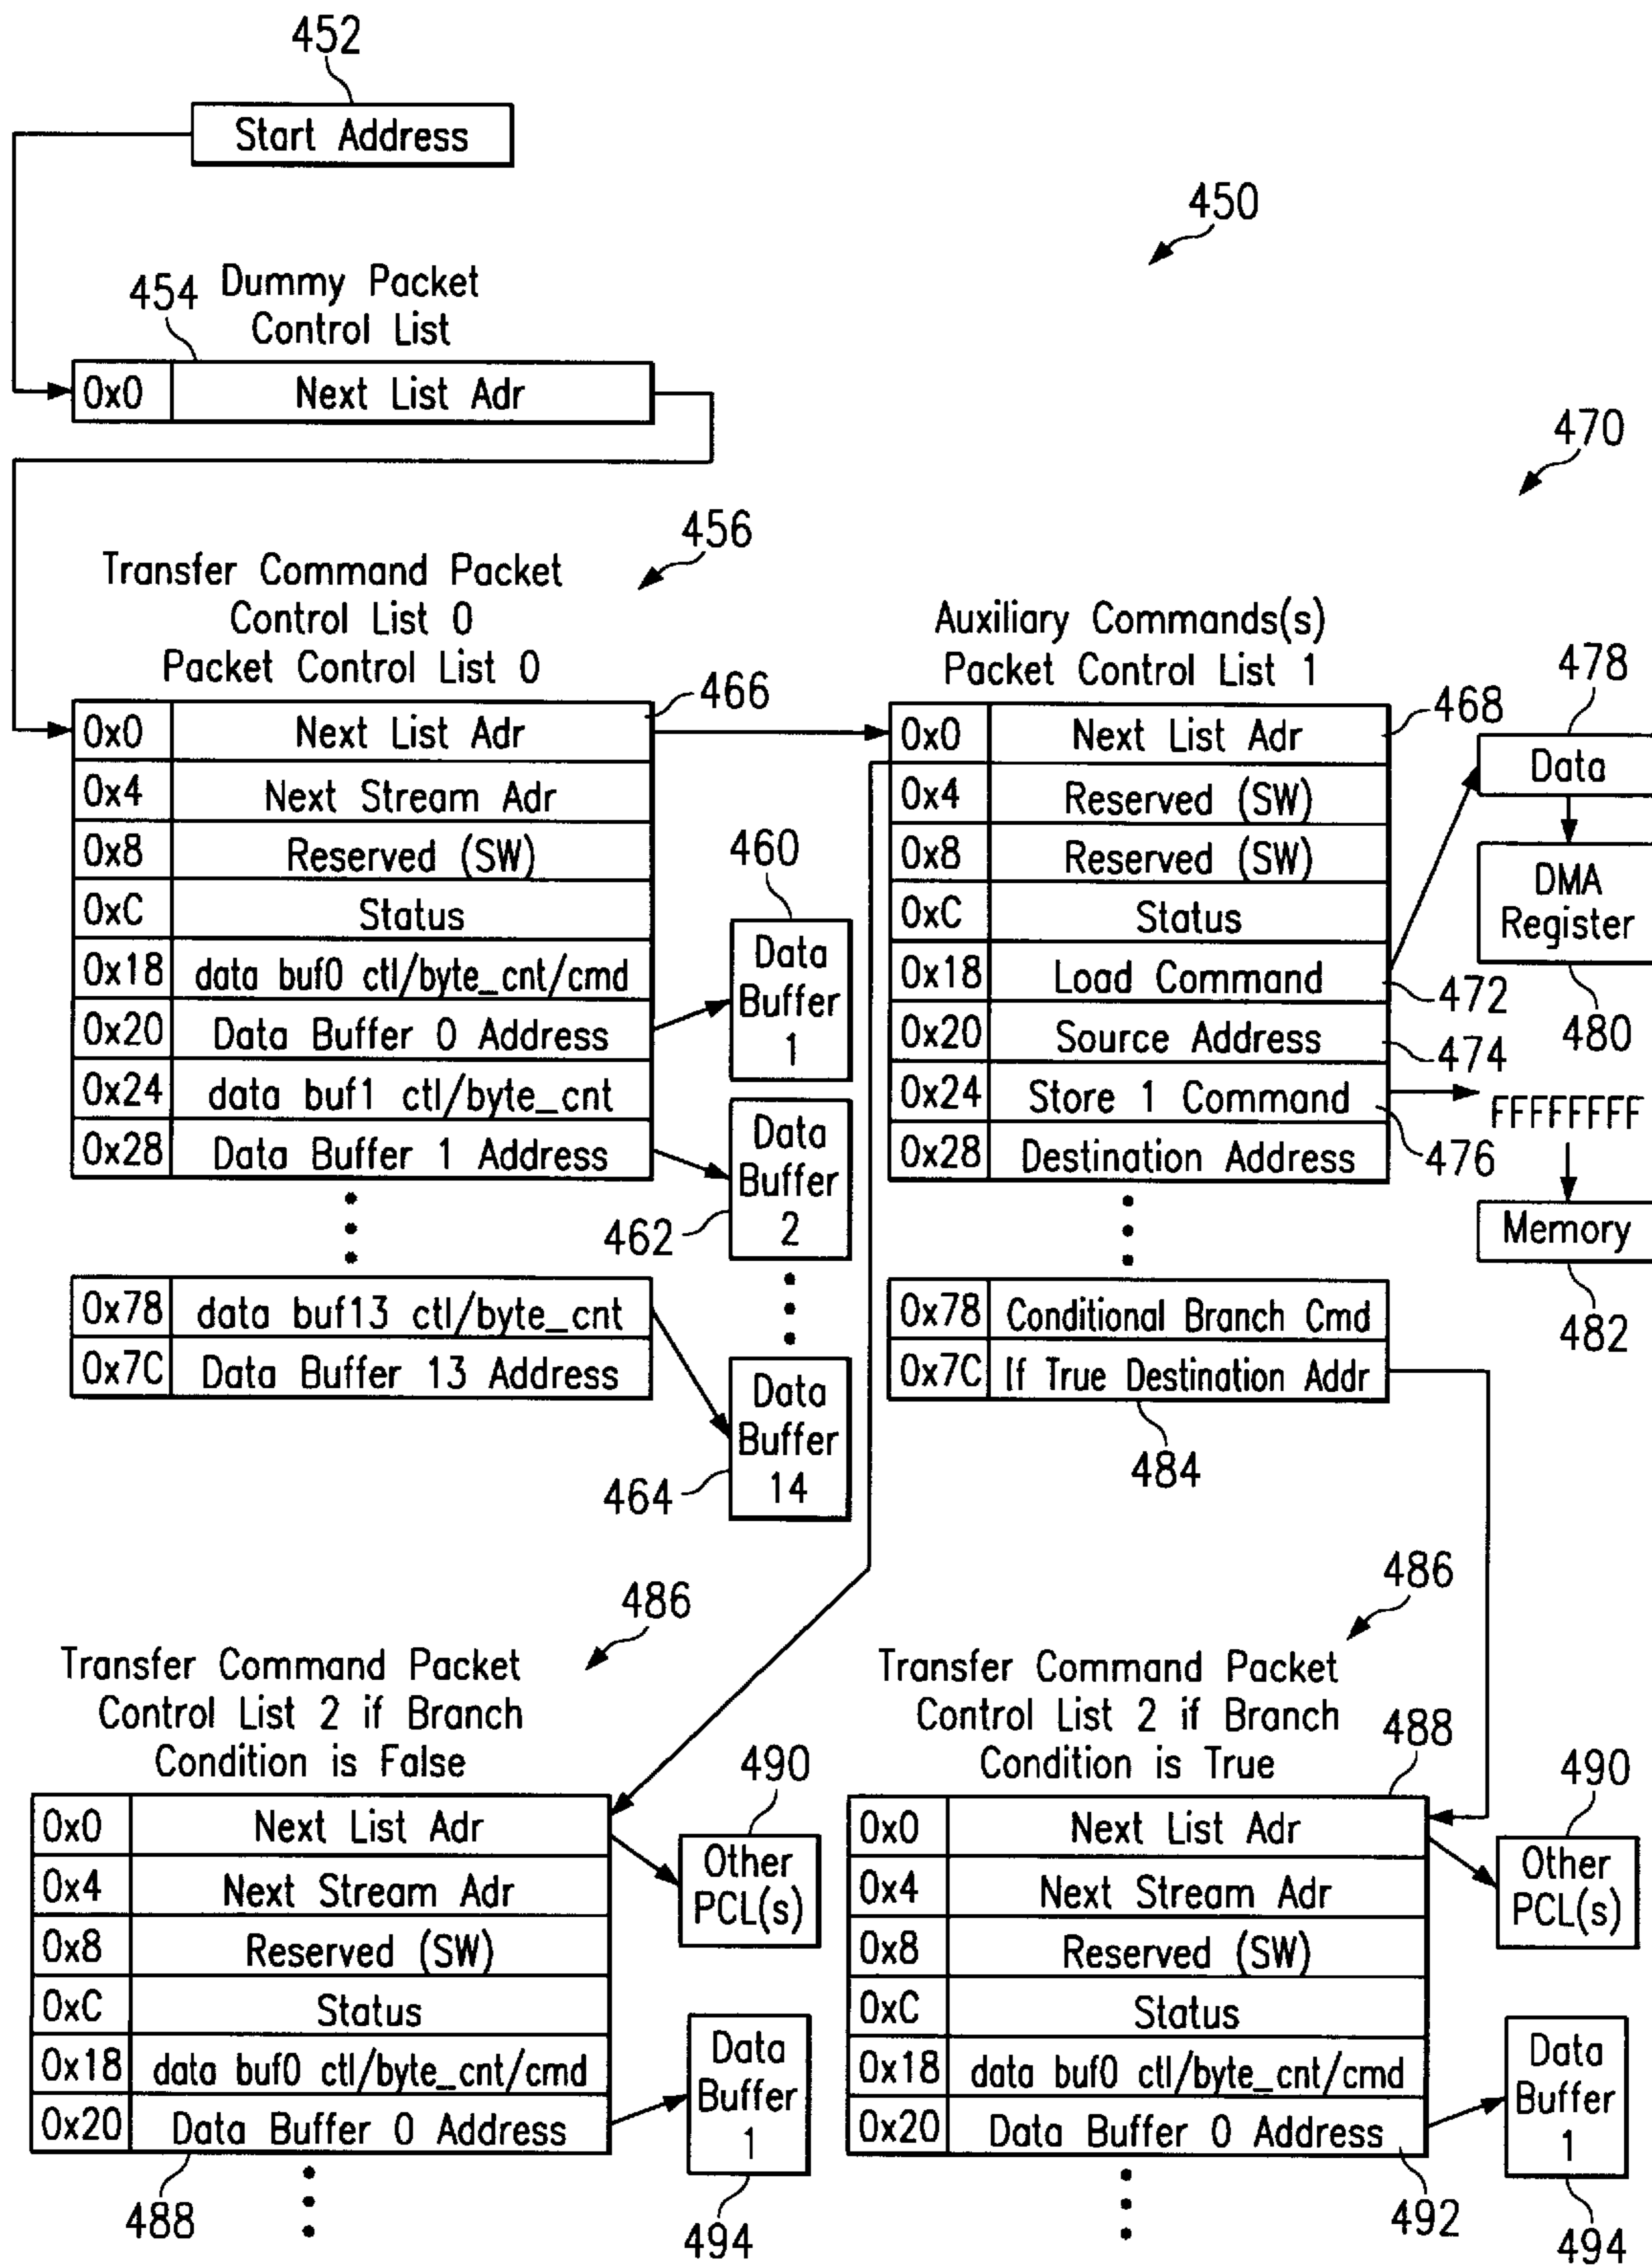 452
Start Address
450
454 Dummy Packet
Control List
0x0 Next List Adr
470
456
Transfer Command Packet
Control List 0
Packet Control List 0
466
0x0 Next List Adr
0x4 Next Stream Adr
0x8 Reserved (SW)
0xC Status
0x18 data buf0 ctl/byte_cnt/cmd
0x20 Data Buffer 0 Address
0x24 data buf1 ctl/byte_cnt
0x28 Data Buffer 1 Address
0x78 data buf13 ctl/byte_cnt
0x7C Data Buffer 13 Address
460
Data
Buffer
1
Data
Buffer
2
462
Data
Buffer
14
464
Auxiliary Commands(s)
Packet Control List 1
468
0x0 Next List Adr
0x4 Reserved (SW)
0x8 Reserved (SW)
0xC Status
0x18 Load Command
472
0x20 Source Address
474
0x24 Store 1 Command
476
0x28 Destination Address
0x78 Conditional Branch Cmd
0x7C If True Destination Addr
484
478
Data
DMA
Register
480
FFFFFFFF
Memory
482
486
Transfer Command Packet
Control List 2 if Branch
Condition is False
0x0 Next List Adr
0x4 Next Stream Adr
0x8 Reserved (SW)
0xC Status
0x18 data buf0 ctl/byte_cnt/cmd
0x20 Data Buffer 0 Address
488
490
Other
PCL(s)
Data
Buffer
1
494
486
Transfer Command Packet
Control List 2 if Branch
Condition is True
488
0x0 Next List Adr
0x4 Next Stream Adr
0x8 Reserved (SW)
0xC Status
0x18 data buf0 ctl/byte_cnt/cmd
0x20 Data Buffer 0 Address
492
490
Other
PCL(s)
Data
Buffer
1
494